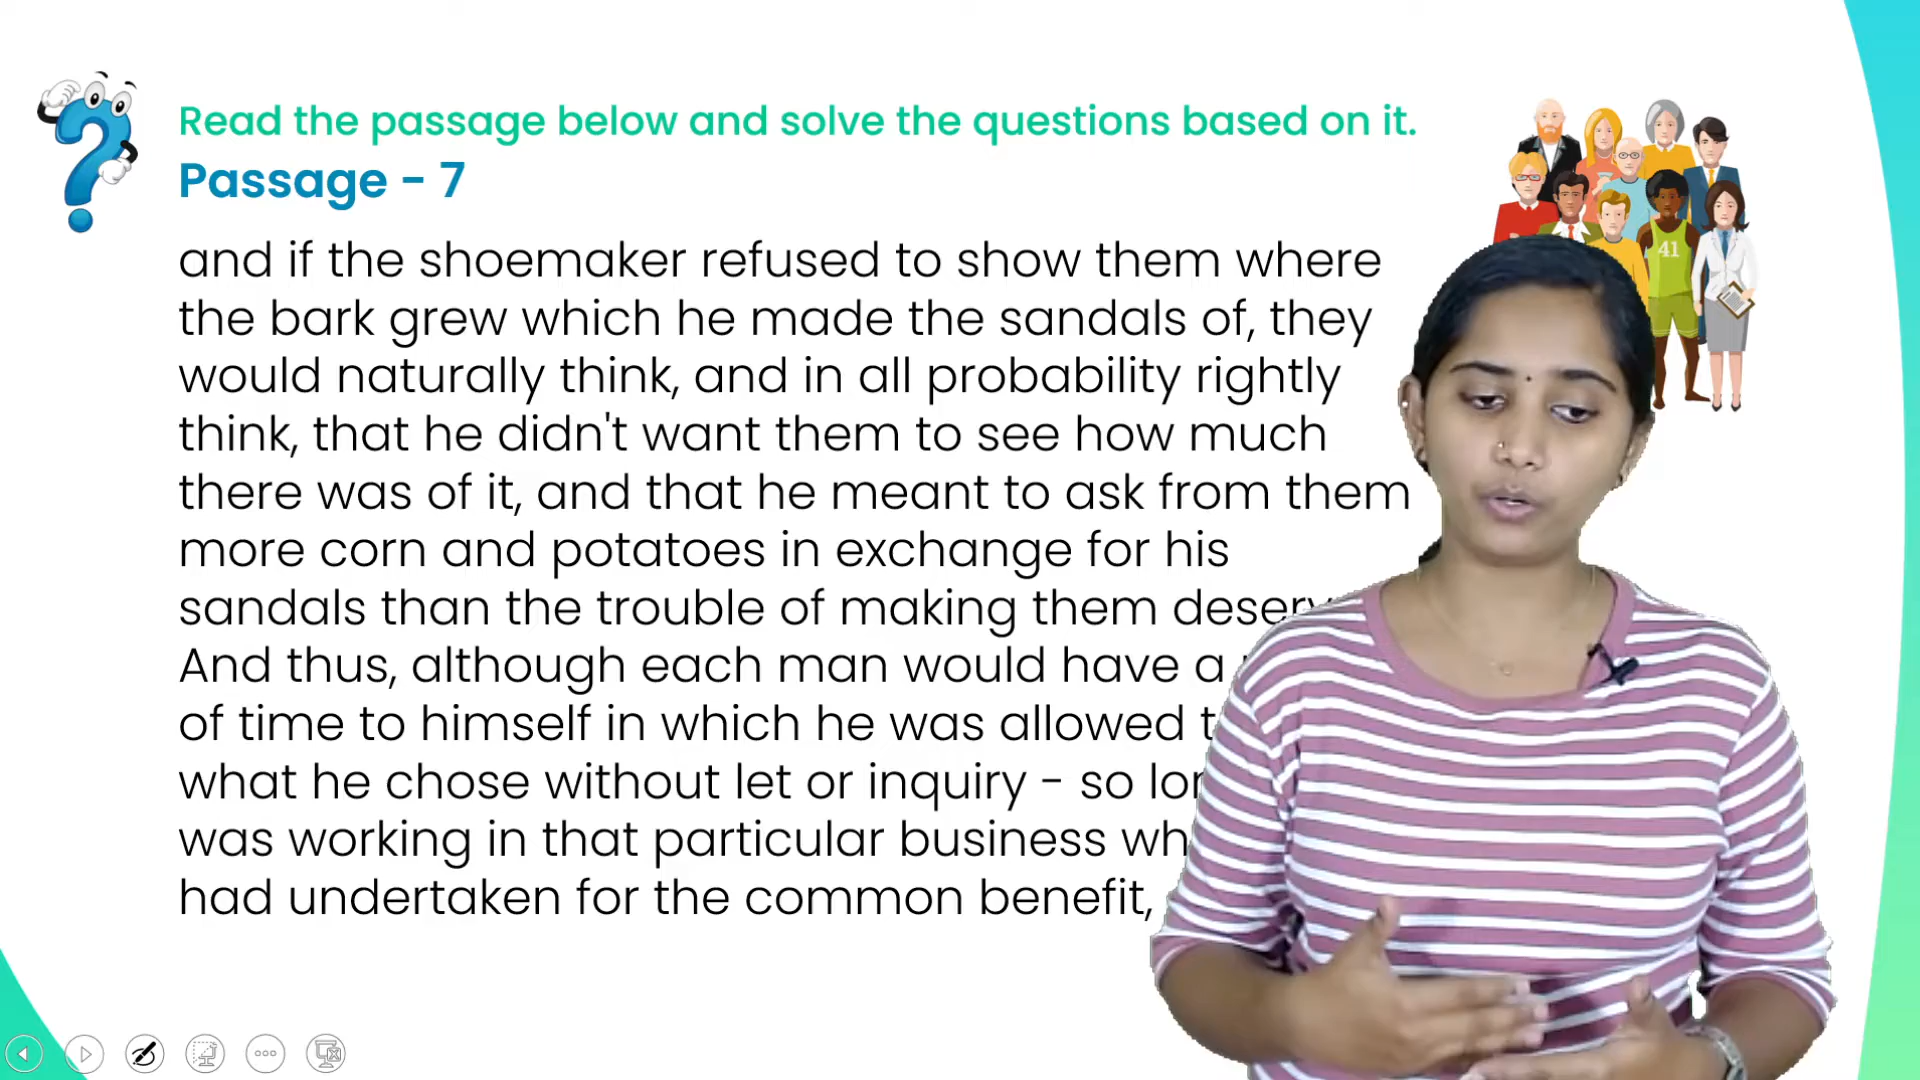 Read the passage below and solve the questions based on it.
Passage - 7
and if the shoemaker refused to show them where
the bark grew which he made the sandals of, they
would naturally think, and in all probability rightly
think, that he didn't want them to see how much
there was of it, and that he meant to ask from them
more corn and potatoes in exchange for his
sandals than the trouble of making them
And thus, although each man would have a
of time to himself in which he was allowed
what he chose without let or inquiry - so
was working in that particular business
had undertaken for the common benefit,
41